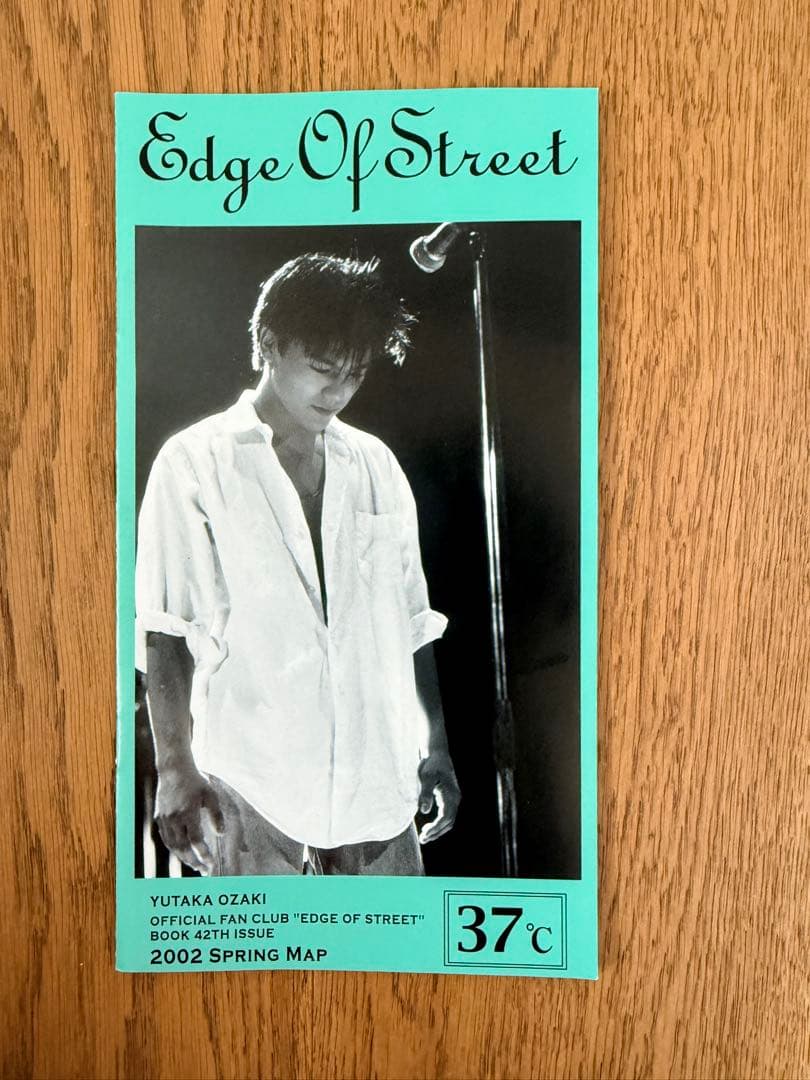 Edge Of Street
YUTAKA OZAKI
OFFICIAL FAN CLUB "EDGE OF STREET"
BOOK 42TH ISSUE
2002 SPRING MAP
37℃